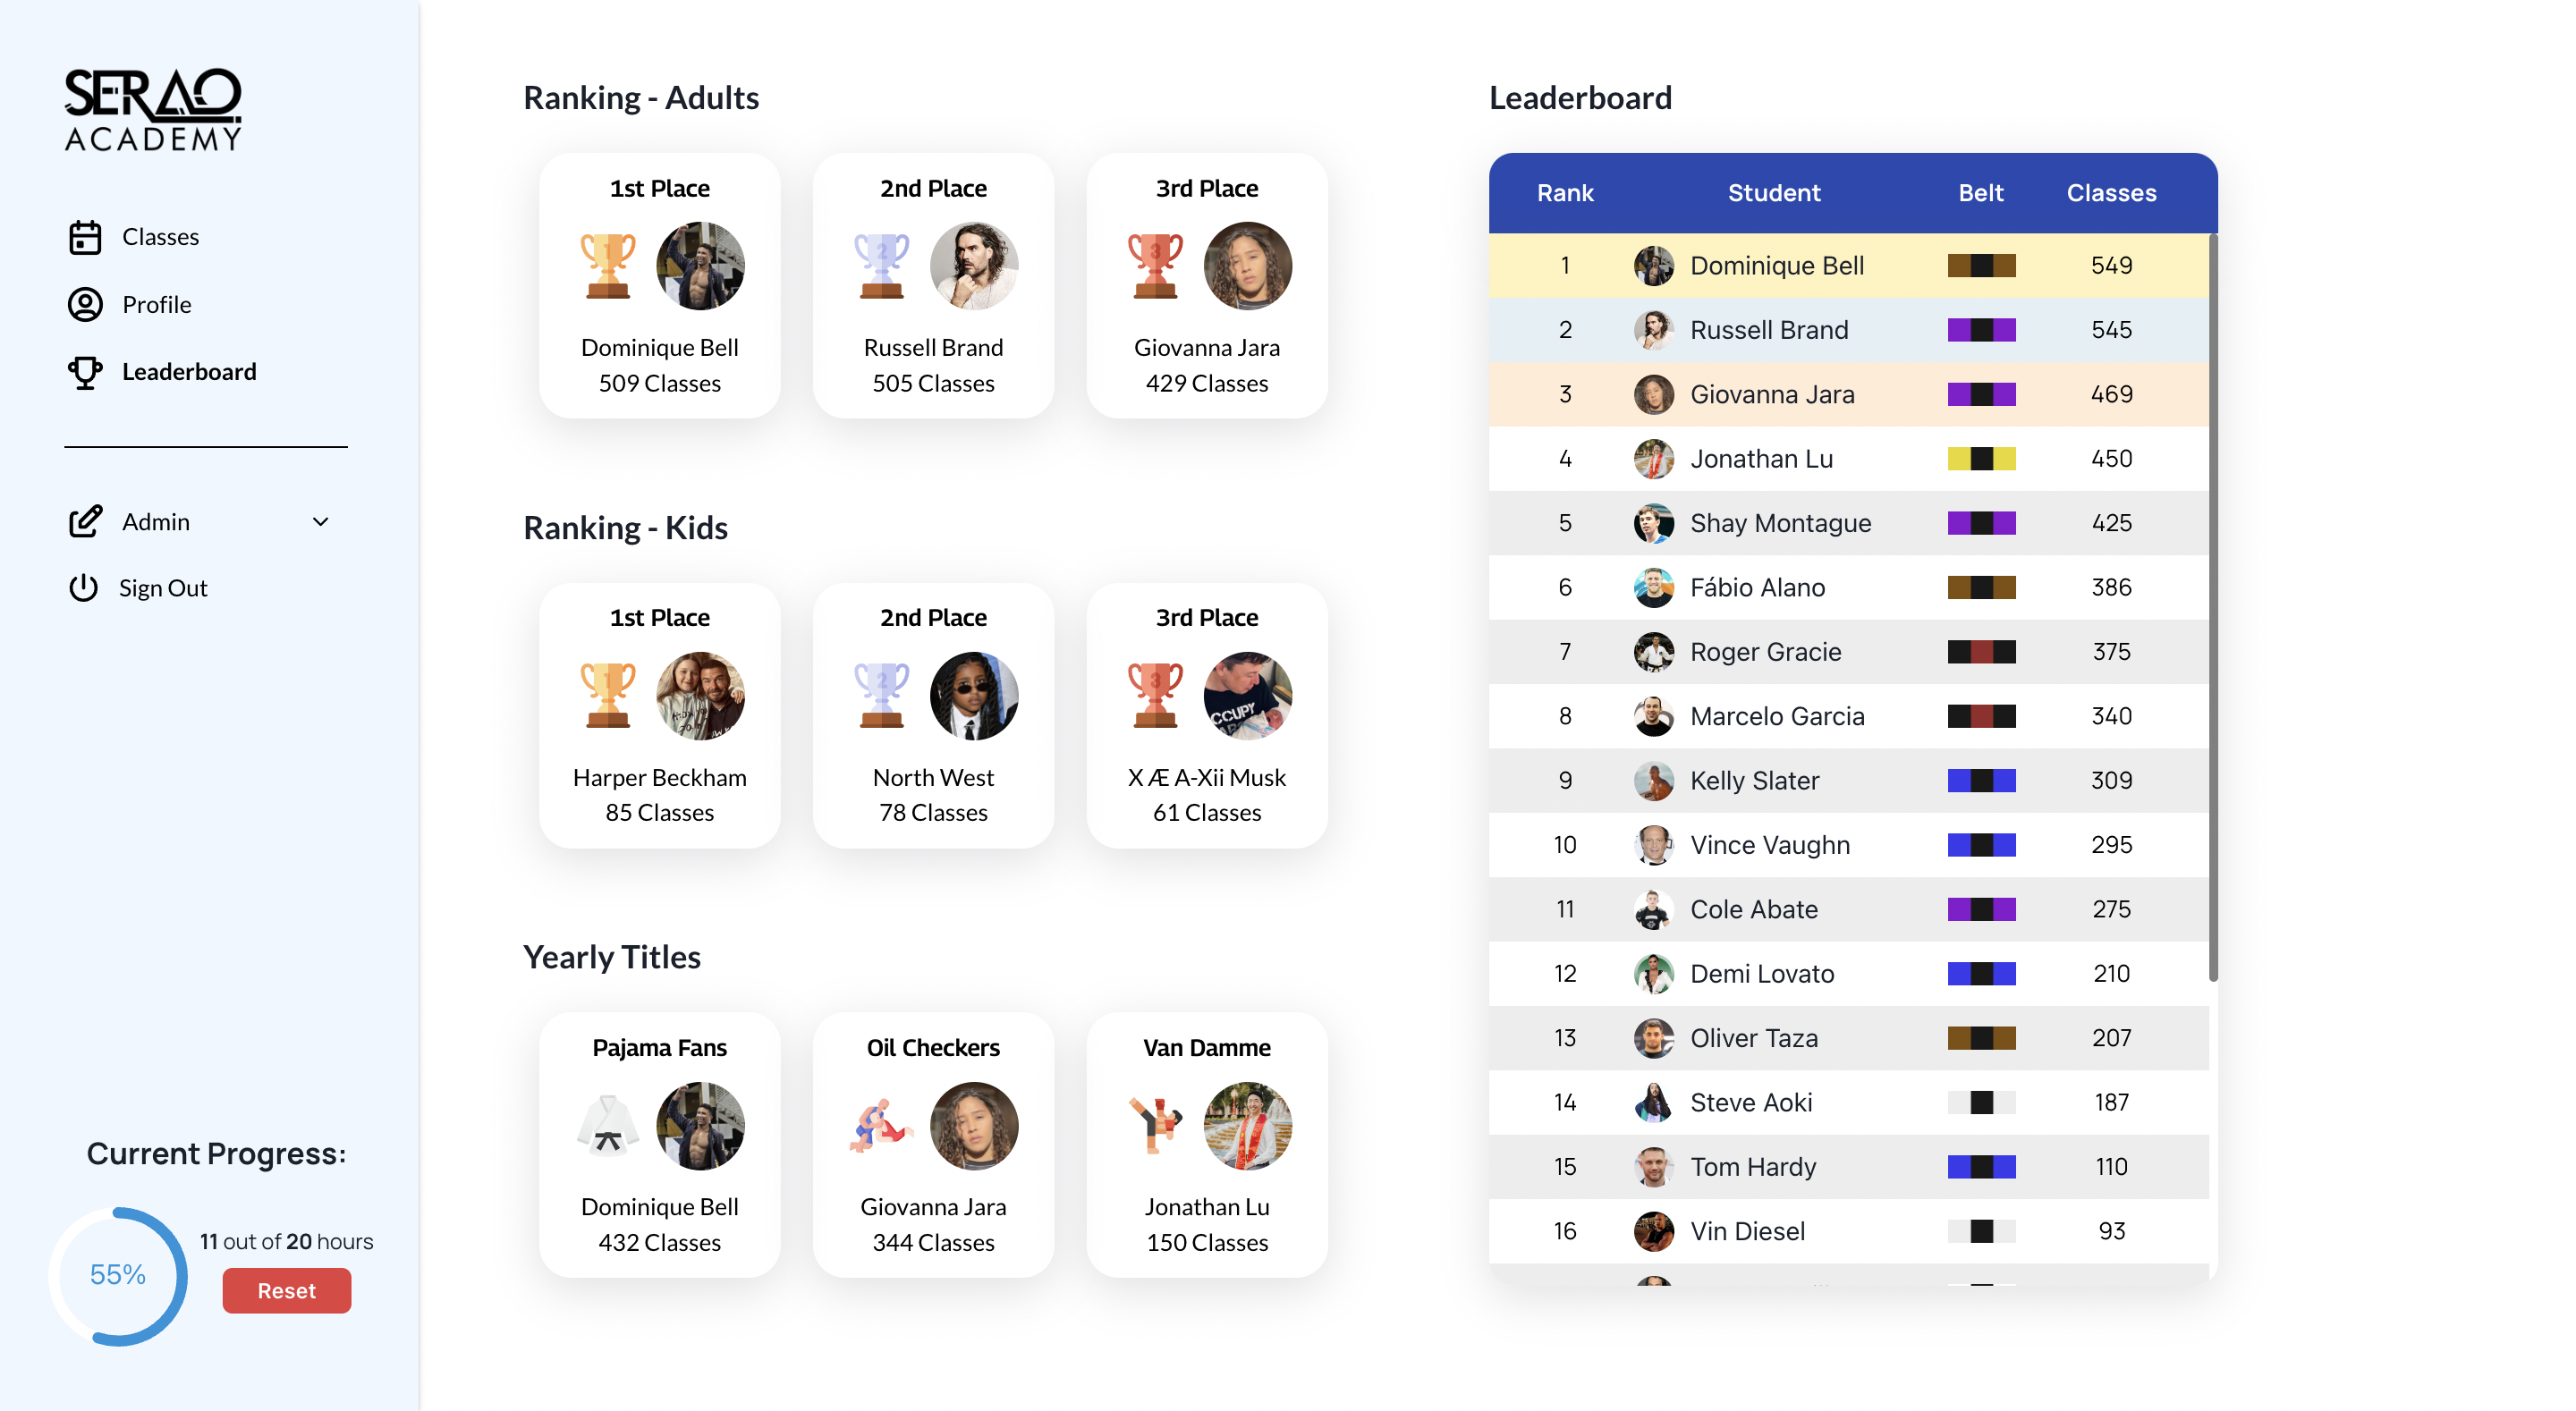 SERAO
ACADEMY
Classes
Profile
Leaderboard
Admin
Sign Out
Current Progress:
55%
11 out of 20 hours
Reset
Ranking - Adults
1st Place
1
Dominique Bell
509 Classes
2nd Place
2
Russell Brand
505 Classes
3rd Place
3
Giovanna Jara
429 Classes
Ranking - Kids
1st Place
1
Harper Beckham
85 Classes
2nd Place
2
North West
78 Classes
3rd Place
3
CCUPY
X Æ A-Xii Musk
61 Classes
Yearly Titles
Pajama Fans
Dominique Bell
432 Classes
Oil Checkers
Giovanna Jara
344 Classes
Van Damme
Jonathan Lu
150 Classes
Leaderboard
Rank Student Belt Classes
1 Dominique Bell 549
2 Russell Brand 545
3 Giovanna Jara 469
4 Jonathan Lu 450
5 Shay Montague 425
6 Fábio Alano 386
7 Roger Gracie 375
8 Marcelo Garcia 340
9 Kelly Slater 309
10 Vince Vaughn 295
11 Cole Abate 275
12 Demi Lovato 210
13 Oliver Taza 207
14 Steve Aoki 187
15 Tom Hardy 110
16 Vin Diesel 93